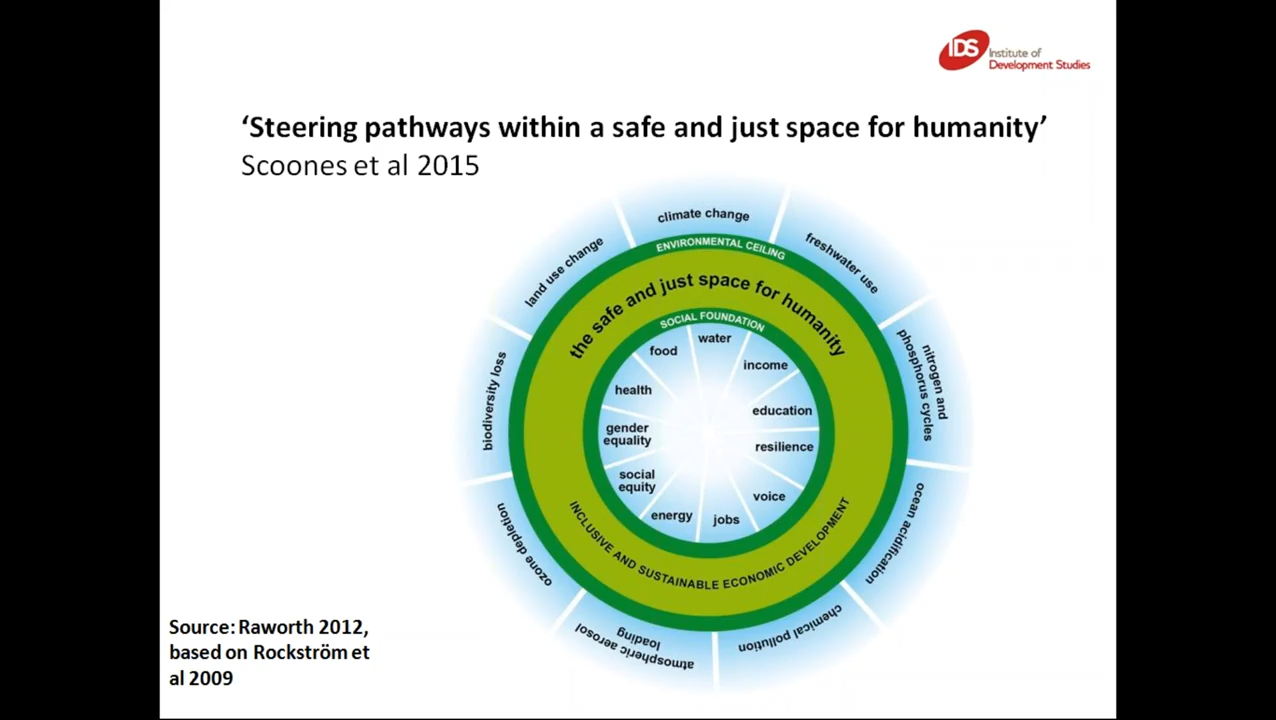 IDS
Institute of
Development Studies
‘Steering pathways within a safe and just space for humanity’
Scoones et al 2015
climate change
freshwater use
nitrogen and
phosphorus cycles
ocean acidification
chemical pollution
atmospheric aerosol
loading
ozone depletion
biodiversity loss
land use change
ENVIRONMENTAL CEILING
the safe and just space for humanity
SOCIAL FOUNDATION
water
income
education
resilience
voice
jobs
energy
social
equity
gender
equality
health
food
INCLUSIVE AND SUSTAINABLE ECONOMIC DEVELOPMENT
Source: Raworth 2012,
based on Rockström et
al 2009